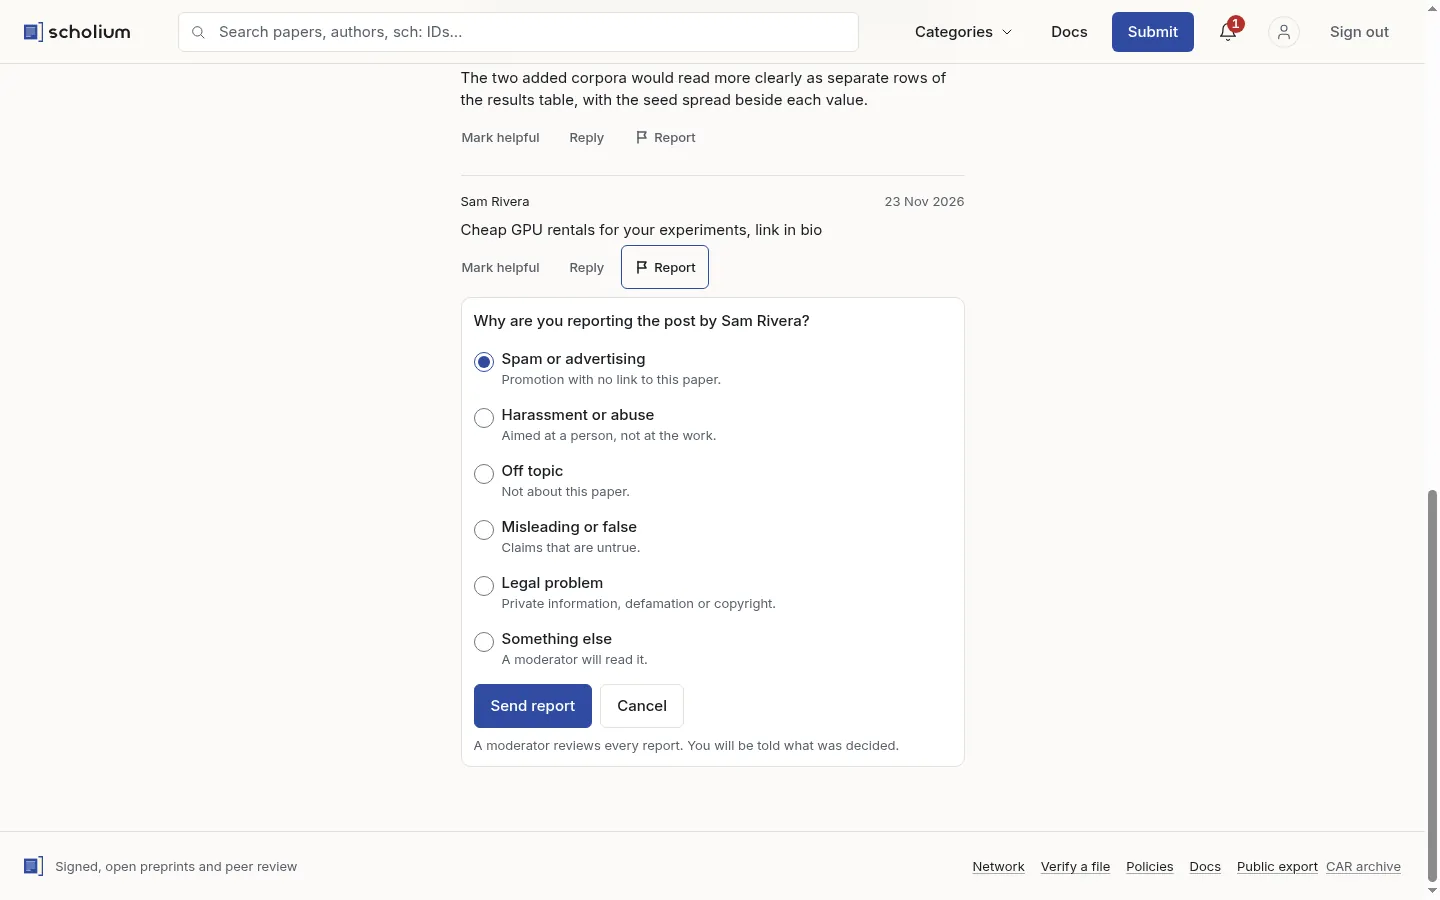 scholium
Search papers, authors, sch: IDs...
Categories
Docs
Submit
1
Sign out
The two added corpora would read more clearly as separate rows of
the results table, with the seed spread beside each value.
Mark helpful
Reply
Report
Sam Rivera
23 Nov 2026
Cheap GPU rentals for your experiments, link in bio
Mark helpful
Reply
Report
Why are you reporting the post by Sam Rivera?
Spam or advertising
Promotion with no link to this paper.
Harassment or abuse
Aimed at a person, not at the work.
Off topic
Not about this paper.
Misleading or false
Claims that are untrue.
Legal problem
Private information, defamation or copyright.
Something else
A moderator will read it.
Send report
Cancel
A moderator reviews every report. You will be told what was decided.
Signed, open preprints and peer review
Network
Verify a file
Policies
Docs
Public export
CAR archive